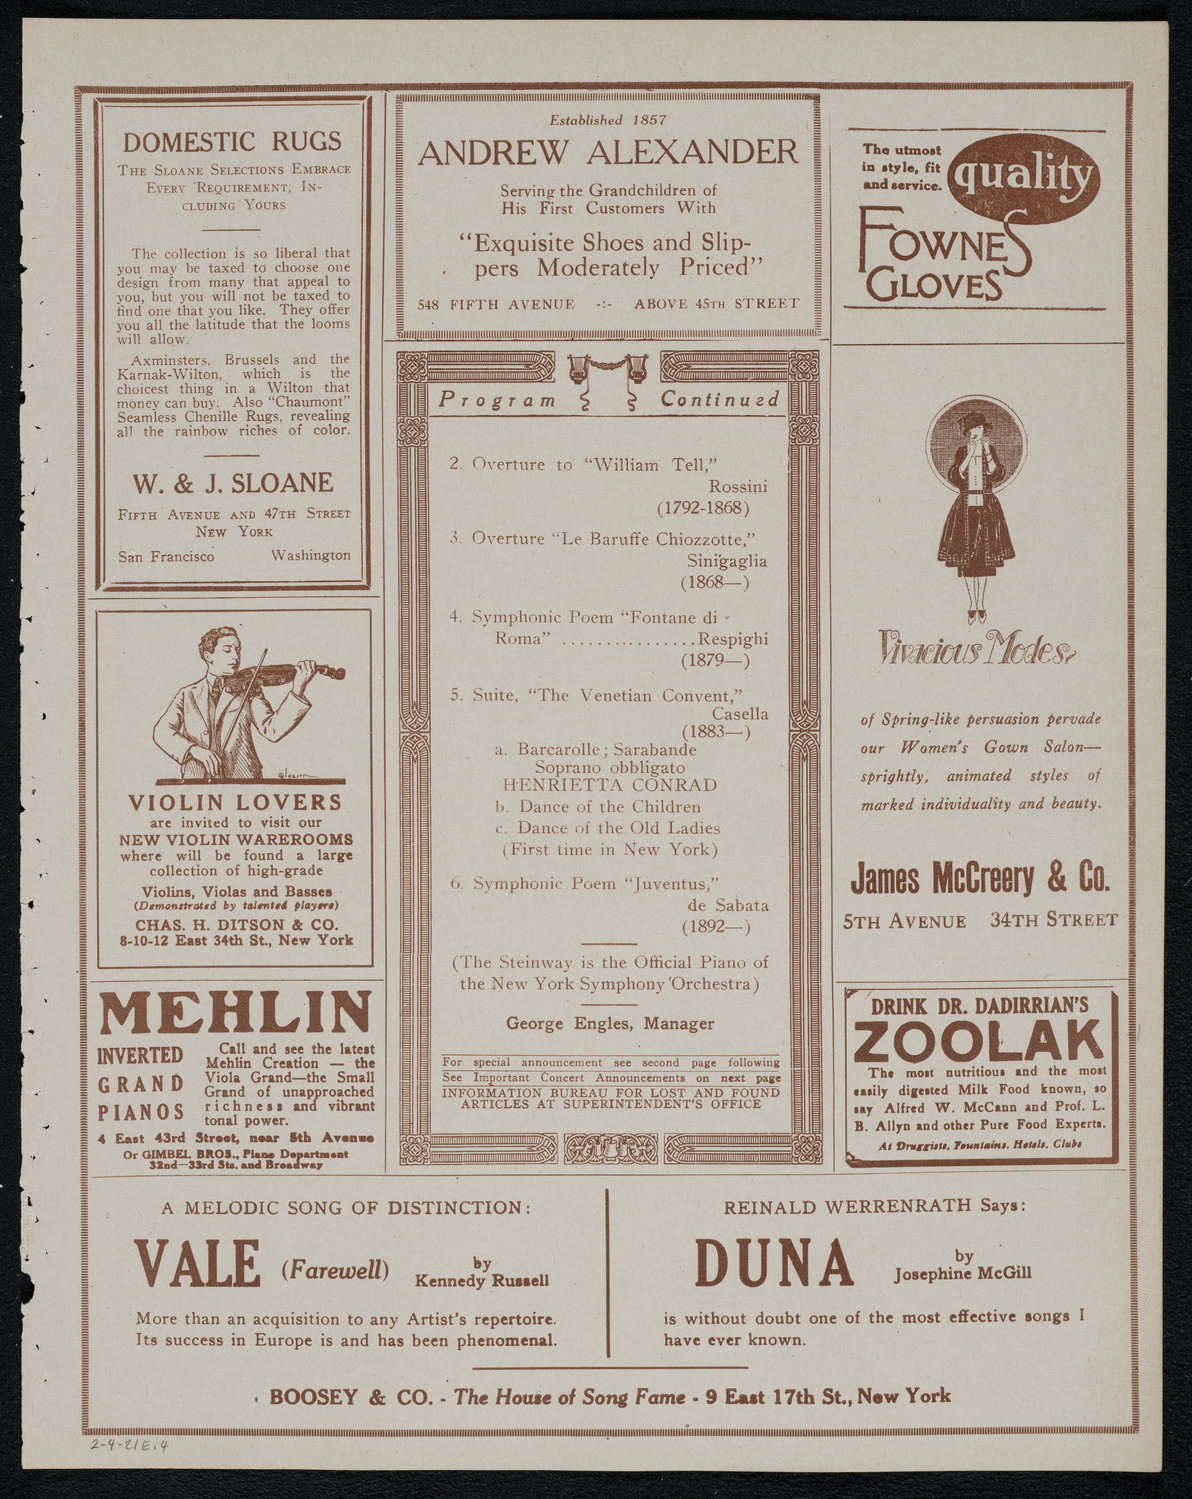 DOMESTIC RUGS
The Sloane Selections Embrace
Every Requirement, In-
cluding Yours
The collection is so liberal that
you may be taxed to choose one
design from many that appeal to
you, but you will not be taxed to
find one that you like. They offer
you all the latitude that the looms
will allow.
Axminsters, Brussels and the
Karnak-Wilton, which is the
choicest thing in a Wilton that
money can buy. Also "Chaumont"
Seamless Chenille Rugs, revealing
all the rainbow riches of color.
W. & J. SLOANE
Fifth Avenue and 47th Street
New York
San Francisco Washington
VIOLIN LOVERS
are invited to visit our
NEW VIOLIN WAREROOMS
where will be found a large
collection of high-grade
Violins, Violas and Basses
(Demonstrated by talented players)
CHAS. H. DITSON & CO.
8-10-12 East 34th St., New York
MEHLIN
INVERTED
GRAND
PIANOS
Call and see the latest
Mehlin Creation — the
Viola Grand—the Small
Grand of unapproached
richness and vibrant
tonal power.
4 East 43rd Street, near 5th Avenue
Or GIMBEL BROS., Piano Department
32nd—33rd Sts. and Broadway
Established 1857
ANDREW ALEXANDER
Serving the Grandchildren of
His First Customers With
"Exquisite Shoes and Slip-
pers Moderately Priced"
548 FIFTH AVENUE -:- ABOVE 45TH STREET
Program Continued
2. Overture to "William Tell,"
Rossini
(1792-1868)
3. Overture "Le Baruffe Chiozzotte,"
Sinigaglia
(1868—)
4. Symphonic Poem "Fontane di
Roma" ................Respighi
(1879—)
5. Suite, "The Venetian Convent,"
Casella
(1883—)
a. Barcarolle; Sarabande
Soprano obbligato
HENRIETTA CONRAD
b. Dance of the Children
c. Dance of the Old Ladies
(First time in New York)
6. Symphonic Poem "Juventus,"
de Sabata
(1892—)
(The Steinway is the Official Piano of
the New York Symphony Orchestra)
George Engles, Manager
For special announcement see second page following
See Important Concert Announcements on next page
INFORMATION BUREAU FOR LOST AND FOUND
ARTICLES AT SUPERINTENDENT'S OFFICE
The utmost
in style, fit
and service.
quality
FOWNES
GLOVES
Vivacious Modes
of Spring-like persuasion pervade
our Women's Gown Salon—
sprightly, animated styles of
marked individuality and beauty.
James McCreery & Co.
5TH AVENUE 34TH STREET
DRINK DR. DADIRRIAN'S
ZOOLAK
The most nutritious and the most
easily digested Milk Food known, so
say Alfred W. McCann and Prof. L.
B. Allyn and other Pure Food Experts.
At Druggists, Fountains, Hotels, Clubs
A MELODIC SONG OF DISTINCTION:
VALE (Farewell) by
Kennedy Russell
More than an acquisition to any Artist's repertoire.
Its success in Europe is and has been phenomenal.
REINALD WERRENRATH Says:
DUNA by
Josephine McGill
is without doubt one of the most effective songs I
have ever known.
BOOSEY & CO. - The House of Song Fame - 9 East 17th St., New York
2-4-21E.4